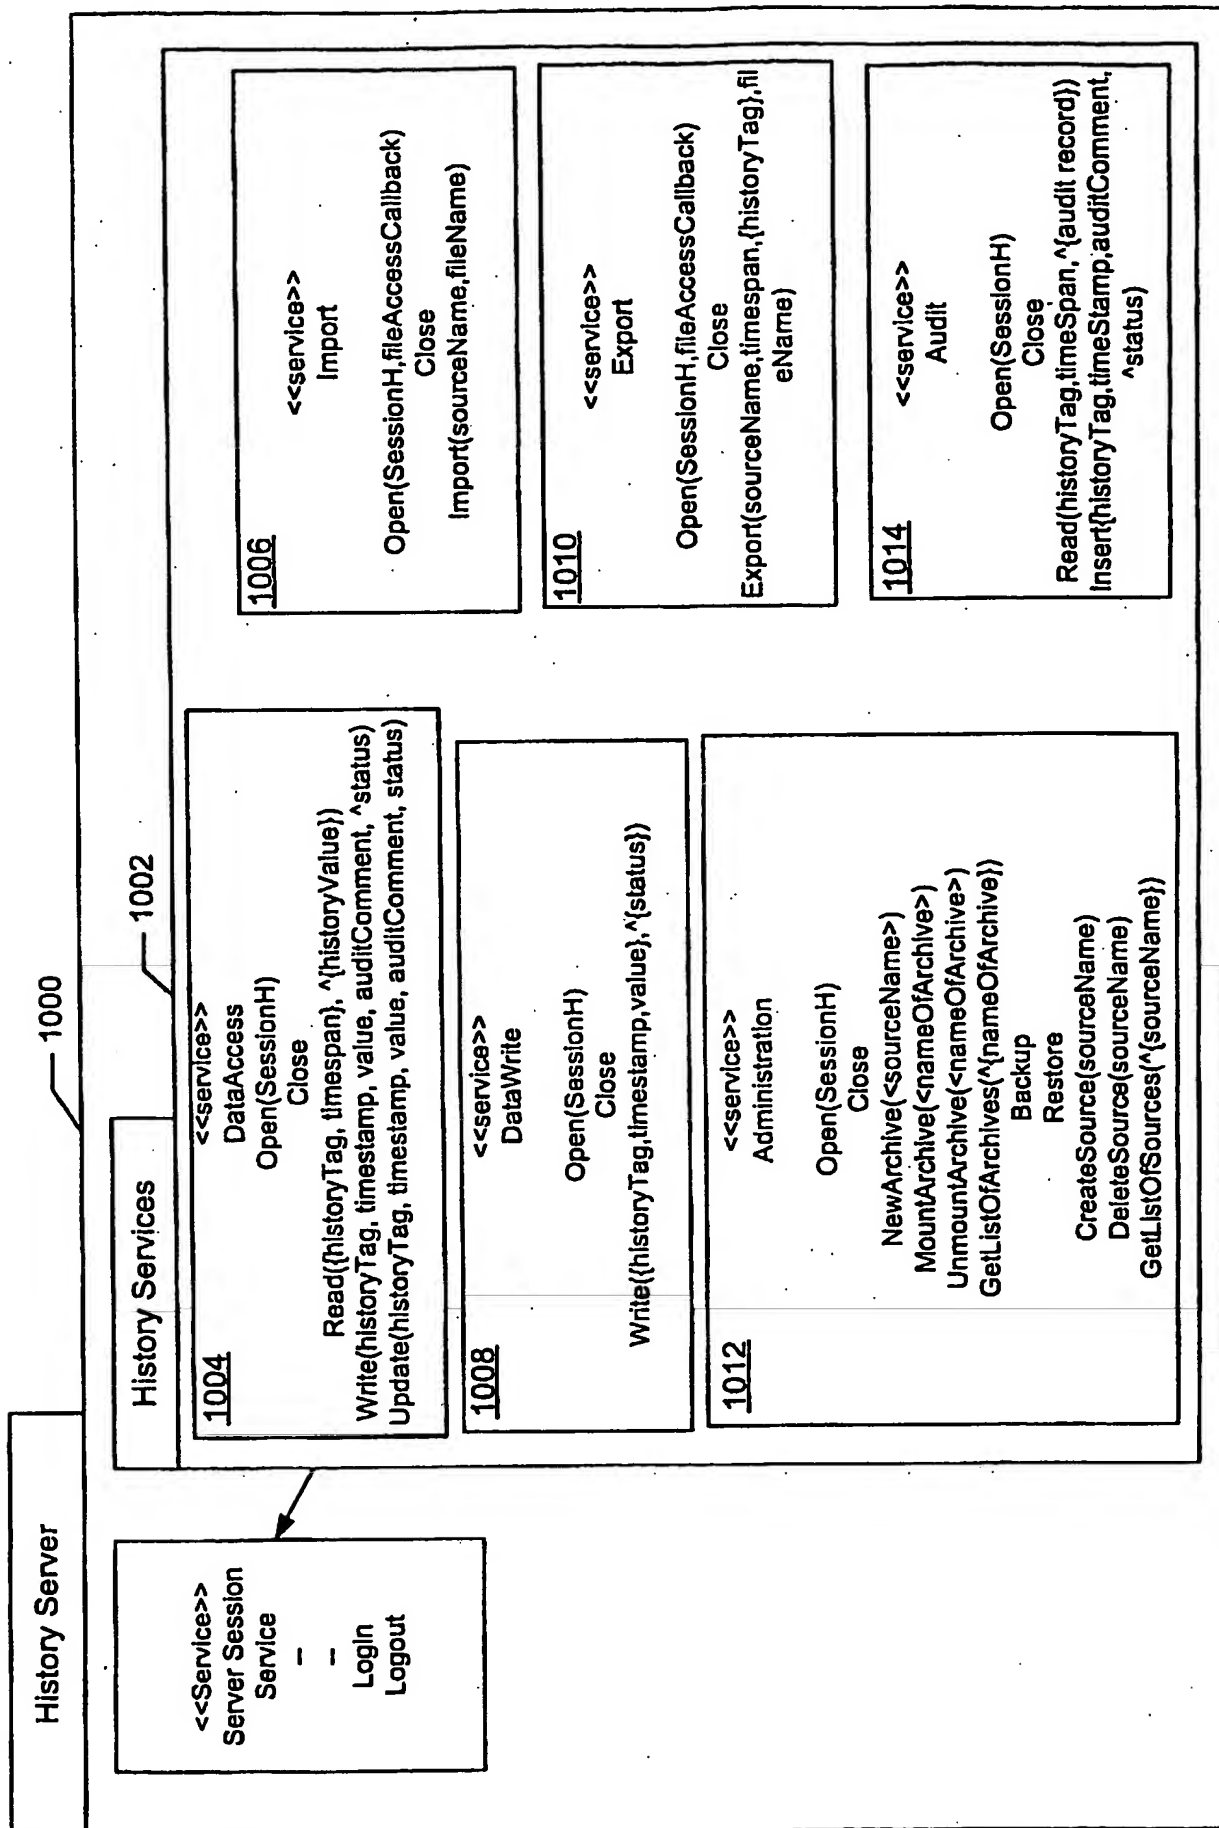 History Server
1000
<<Service>>
Server Session
Service
--
--
Login
Logout
History Services
1002
1004
<<service>>
DataAccess
Open(SessionH)
Close
Read({historyTag, timespan}, ^{historyValue})
Write(historyTag, timestamp, value, auditComment, ^status)
Update(historyTag, timestamp, value, auditComment, status)
1006
<<service>>
Import
Open(SessionH,fileAccessCallback)
Close
Import(sourceName,fileName)
1008
<<service>>
DataWrite
Open(SessionH)
Close
Write({historyTag,timestamp,value},^{status})
1010
<<service>>
Export
Open(SessionH,fileAccessCallback)
Close
Export(sourceName,timespan,{historyTag},fil
eName)
1012
<<service>>
Administration
Open(SessionH)
Close
NewArchive(<sourceName>)
MountArchive(<nameOfArchive>)
UnmountArchive(<nameOfArchive>)
GetListOfArchives(^{nameOfArchive})
Backup
Restore
CreateSource(sourceName)
DeleteSource(sourceName)
GetListOfSources(^{sourceName})
1014
<<service>>
Audit
Open(SessionH)
Close
Read(historyTag,timeSpan,^{audit record})
Insert{historyTag,timeStamp,auditComment,
^status)